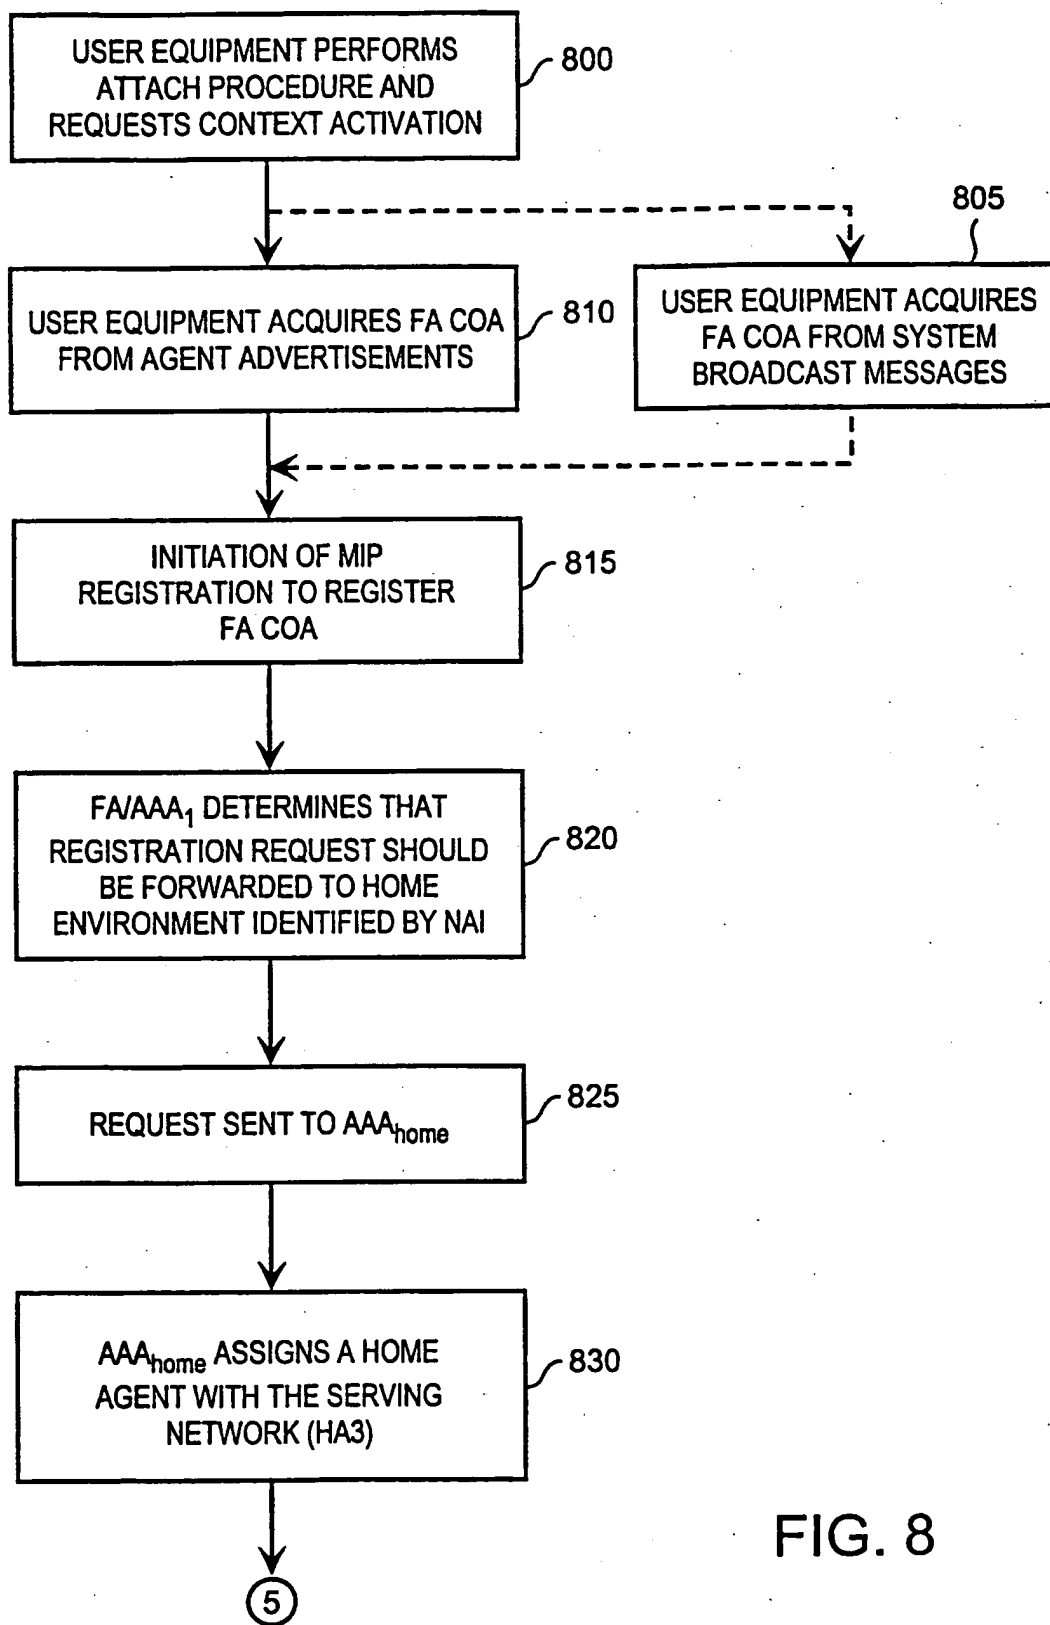 USER EQUIPMENT PERFORMS
ATTACH PROCEDURE AND
REQUESTS CONTEXT ACTIVATION
800
805
USER EQUIPMENT ACQUIRES FA COA
FROM AGENT ADVERTISEMENTS
810
USER EQUIPMENT ACQUIRES
FA COA FROM SYSTEM
BROADCAST MESSAGES
INITIATION OF MIP
REGISTRATION TO REGISTER
FA COA
815
FA/AAA1 DETERMINES THAT
REGISTRATION REQUEST SHOULD
BE FORWARDED TO HOME
ENVIRONMENT IDENTIFIED BY NAI
820
REQUEST SENT TO AAAhome
825
AAAhome ASSIGNS A HOME
AGENT WITH THE SERVING
NETWORK (HA3)
830
5
FIG. 8